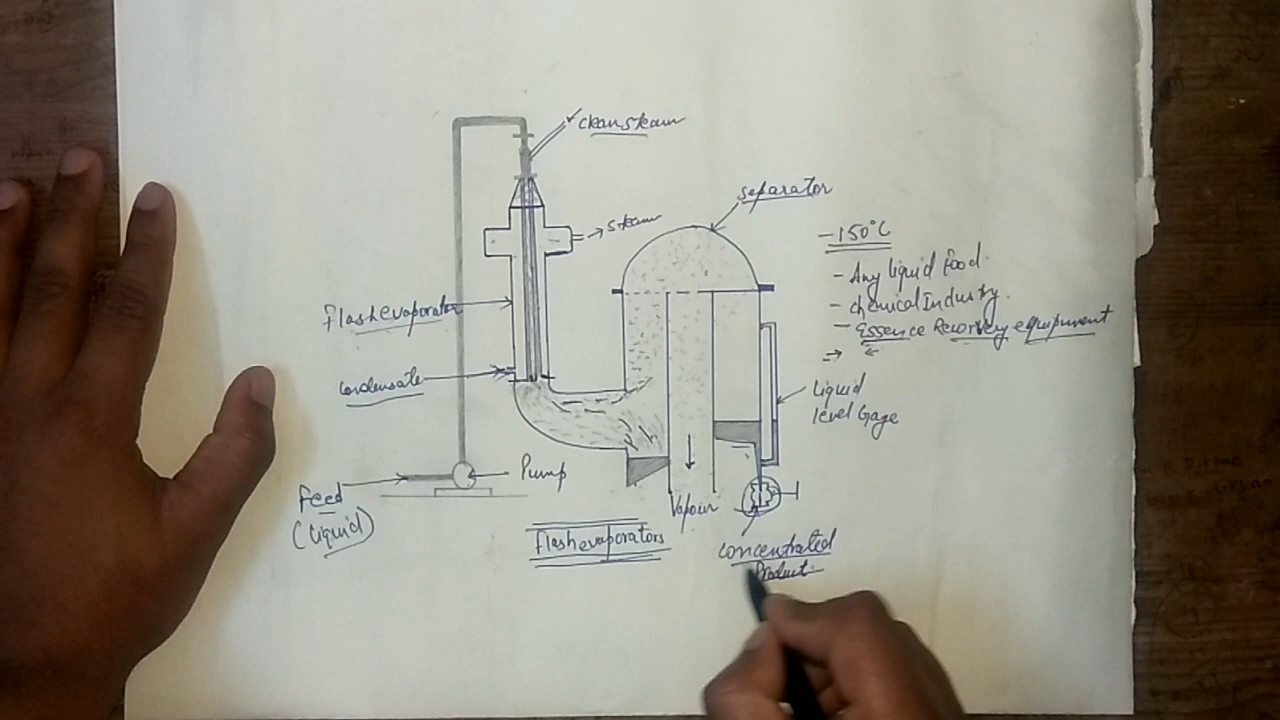 Clean steam
→ steam
separator
- 150°C
- Any liquid food.
- chemical Industry.
- Essence Recovery equipment
→ ←
Flash evaporator
Condensate
Liquid
level Gage
Feed
(liquid)
Pump
Vapour
Flash evaporators
Concentrated
Product